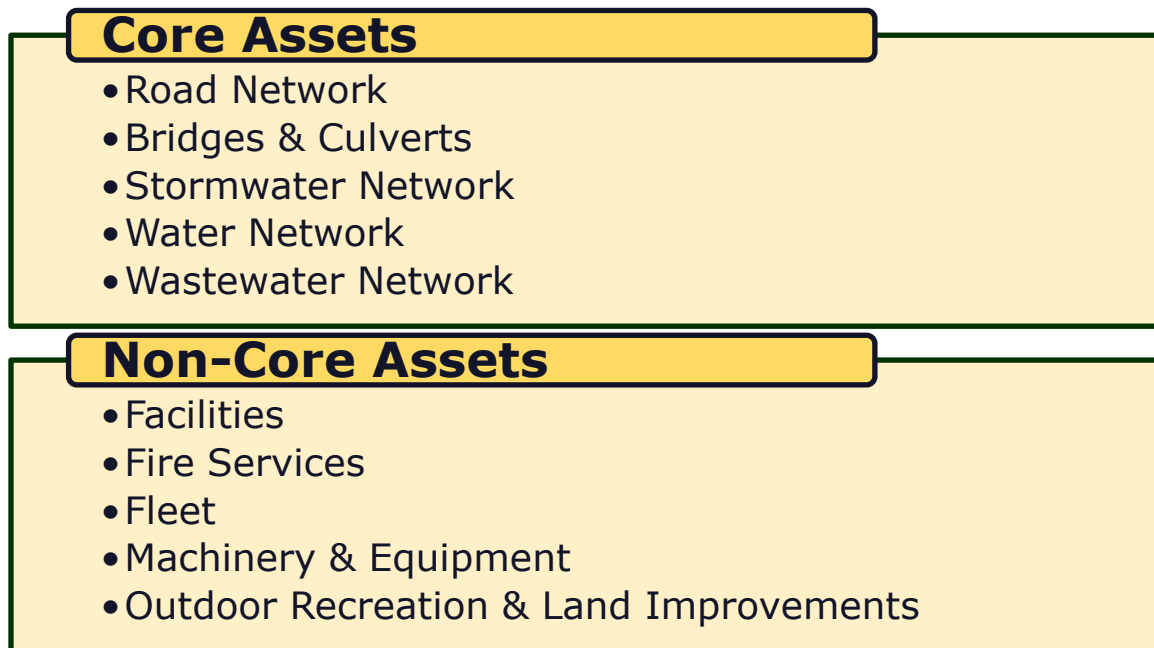 Core Assets
•Road Network
•Bridges & Culverts
•Stormwater Network
•Water Network
•Wastewater Network
Non-Core Assets
•Facilities
•Fire Services
•Fleet
•Machinery & Equipment
•Outdoor Recreation & Land Improvements